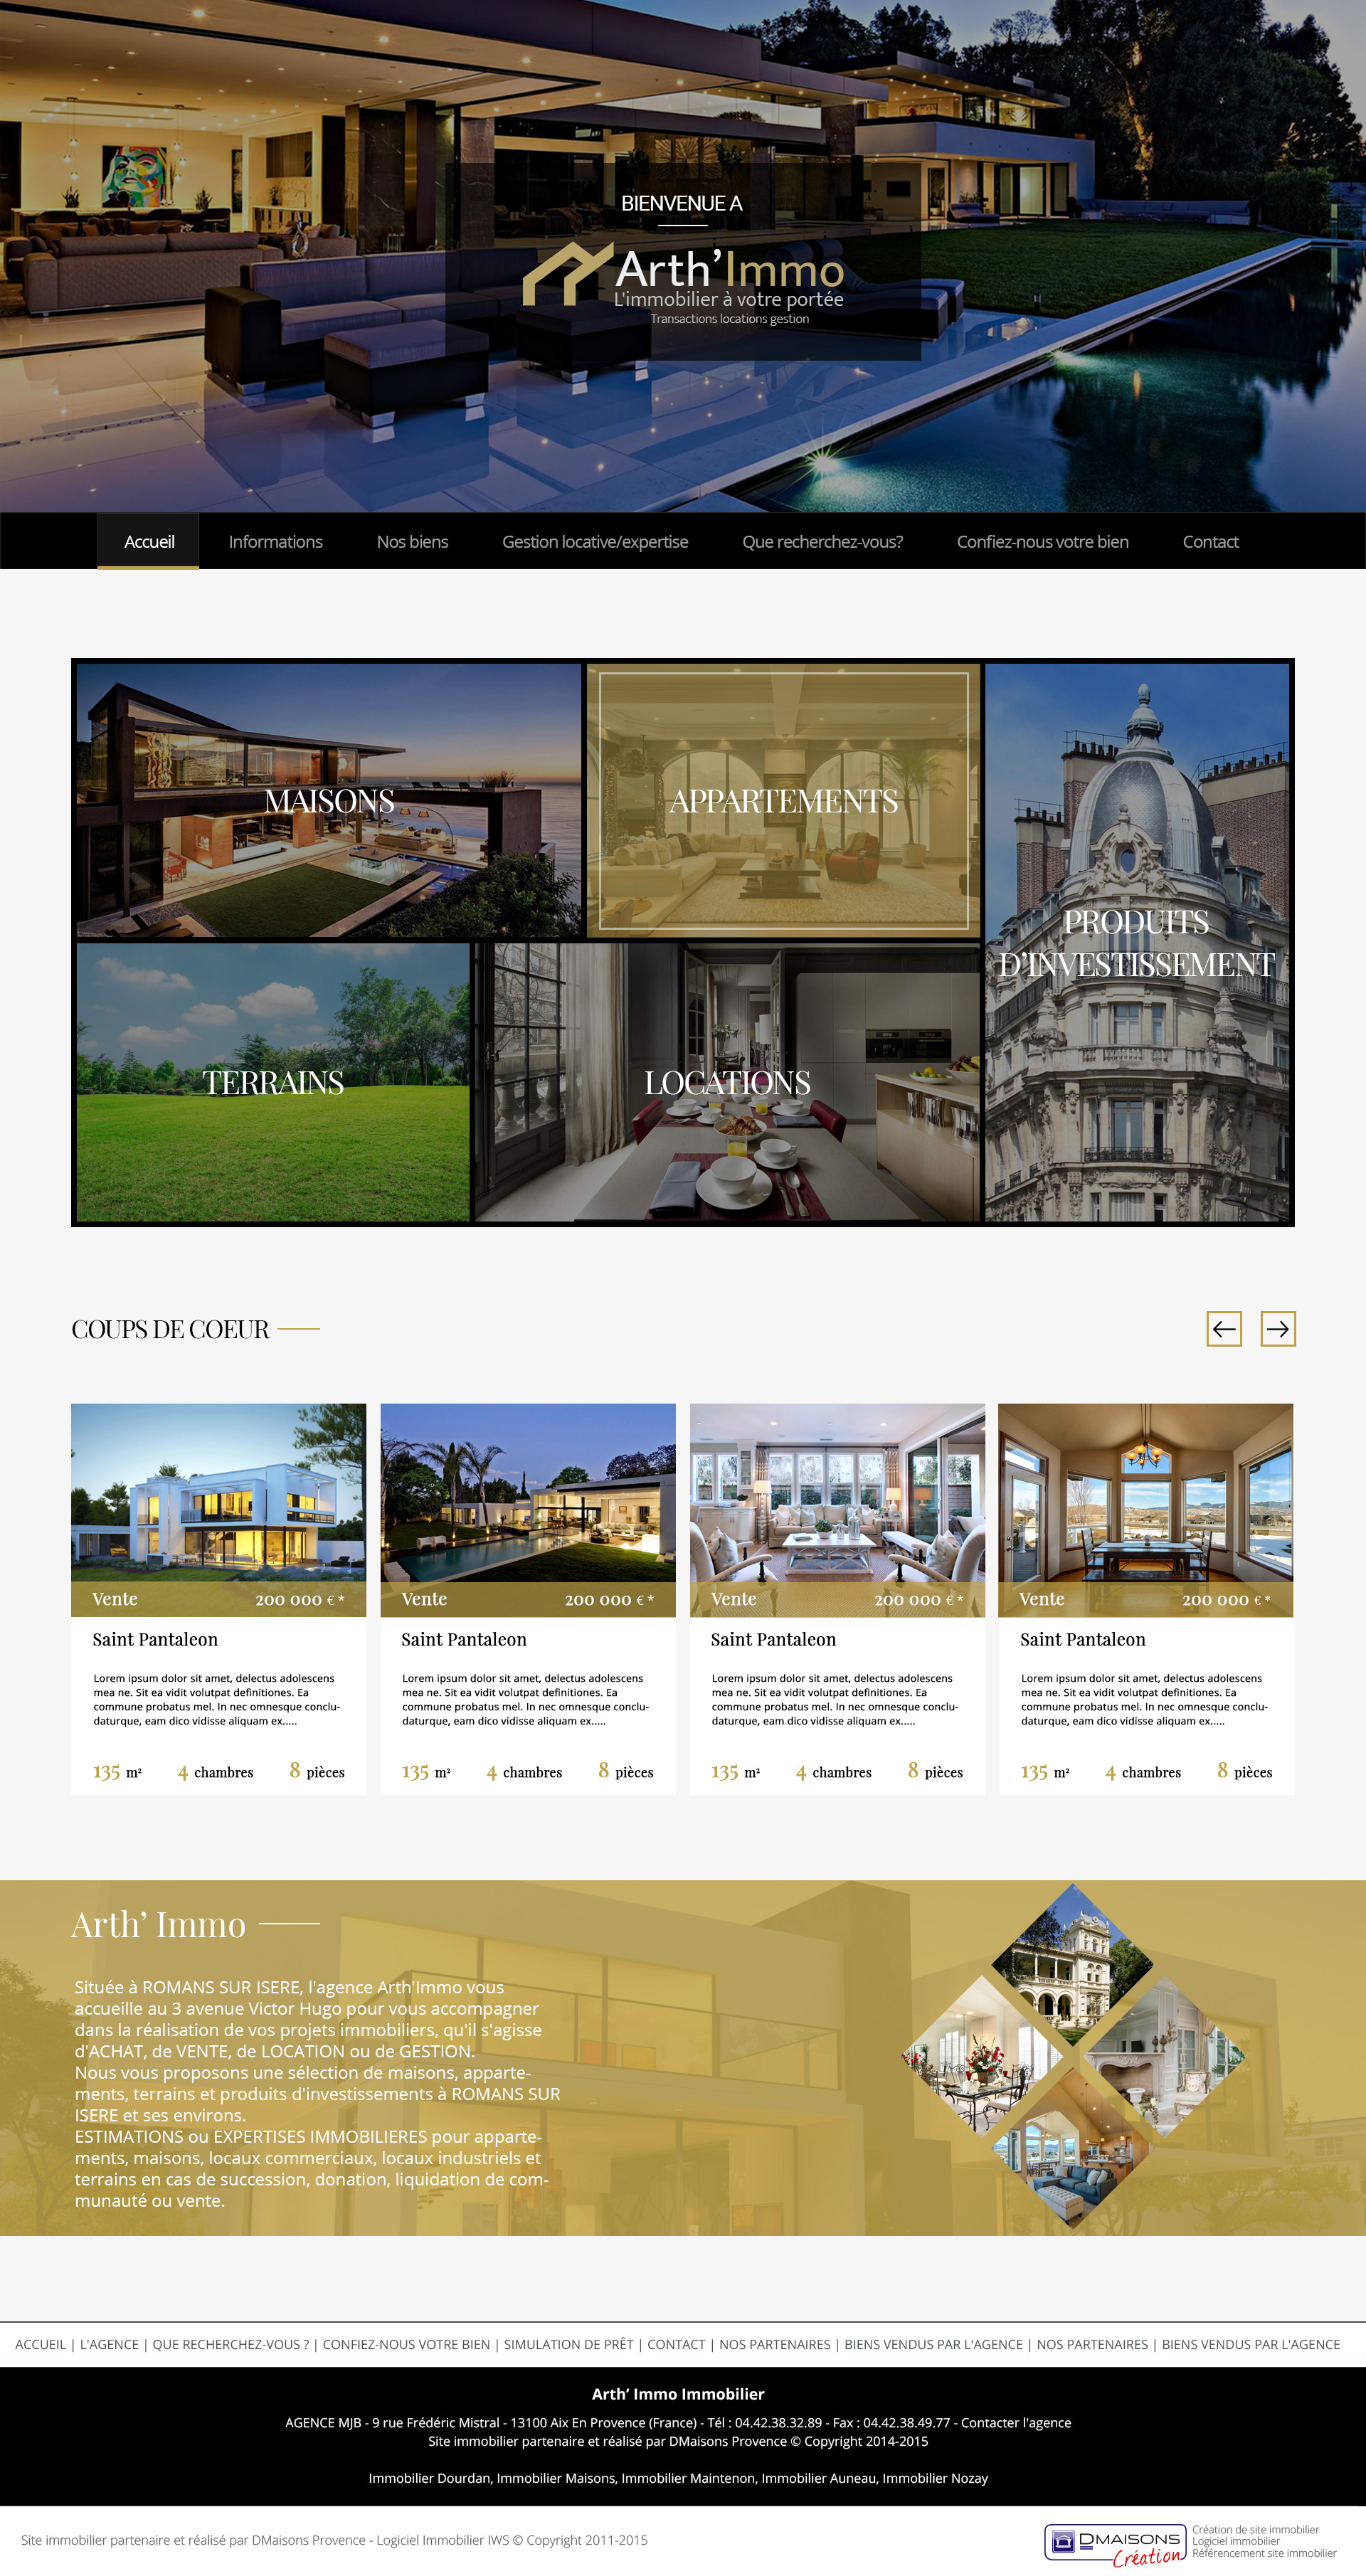 BIENVENUE A
Arth'Immo
L'immobilier à votre portée
Transactions locations gestion
Accueil Informations Nos biens Gestion locative/expertise Que recherchez-vous? Confiez-nous votre bien Contact
MAISONS
APPARTEMENTS
PRODUITS
D'INVESTISSEMENT
TERRAINS
LOCATIONS
COUPS DE COEUR
Vente 200 000 € *
Saint Pantaleon
Lorem ipsum dolor sit amet, delectus adolescens
mea ne. Sit ea vidit volutpat definitiones. Ea
commune probatus mel. In nec omnesque conclu-
daturque, eam dico vidisse aliquam ex.....
135 m² 4 chambres 8 pièces
Vente 200 000 € *
Saint Pantaleon
Lorem ipsum dolor sit amet, delectus adolescens
mea ne. Sit ea vidit volutpat definitiones. Ea
commune probatus mel. In nec omnesque conclu-
daturque, eam dico vidisse aliquam ex.....
135 m² 4 chambres 8 pièces
Vente 200 000 € *
Saint Pantaleon
Lorem ipsum dolor sit amet, delectus adolescens
mea ne. Sit ea vidit volutpat definitiones. Ea
commune probatus mel. In nec omnesque conclu-
daturque, eam dico vidisse aliquam ex.....
135 m² 4 chambres 8 pièces
Vente 200 000 € *
Saint Pantaleon
Lorem ipsum dolor sit amet, delectus adolescens
mea ne. Sit ea vidit volutpat definitiones. Ea
commune probatus mel. In nec omnesque conclu-
daturque, eam dico vidisse aliquam ex.....
135 m² 4 chambres 8 pièces
Arth' Immo
Située à ROMANS SUR ISERE, l'agence Arth'Immo vous
accueille au 3 avenue Victor Hugo pour vous accompagner
dans la réalisation de vos projets immobiliers, qu'il s'agisse
d'ACHAT, de VENTE, de LOCATION ou de GESTION.
Nous vous proposons une sélection de maisons, apparte-
ments, terrains et produits d'investissements à ROMANS SUR
ISERE et ses environs.
ESTIMATIONS ou EXPERTISES IMMOBILIERES pour apparte-
ments, maisons, locaux commerciaux, locaux industriels et
terrains en cas de succession, donation, liquidation de com-
munauté ou vente.
ACCUEIL | L'AGENCE | QUE RECHERCHEZ-VOUS ? | CONFIEZ-NOUS VOTRE BIEN | SIMULATION DE PRÊT | CONTACT | NOS PARTENAIRES | BIENS VENDUS PAR L'AGENCE | NOS PARTENAIRES | BIENS VENDUS PAR L'AGENCE
Arth' Immo Immobilier
AGENCE MJB - 9 rue Frédéric Mistral - 13100 Aix En Provence (France) - Tél : 04.42.38.32.89 - Fax : 04.42.38.49.77 - Contacter l'agence
Site immobilier partenaire et réalisé par DMaisons Provence © Copyright 2014-2015
Immobilier Dourdan, Immobilier Maisons, Immobilier Maintenon, Immobilier Auneau, Immobilier Nozay
Site immobilier partenaire et réalisé par DMaisons Provence - Logiciel Immobilier IWS © Copyright 2011-2015
DMAISONS
Création
Création de site immobilier
Logiciel immobilier
Référencement site immobilier